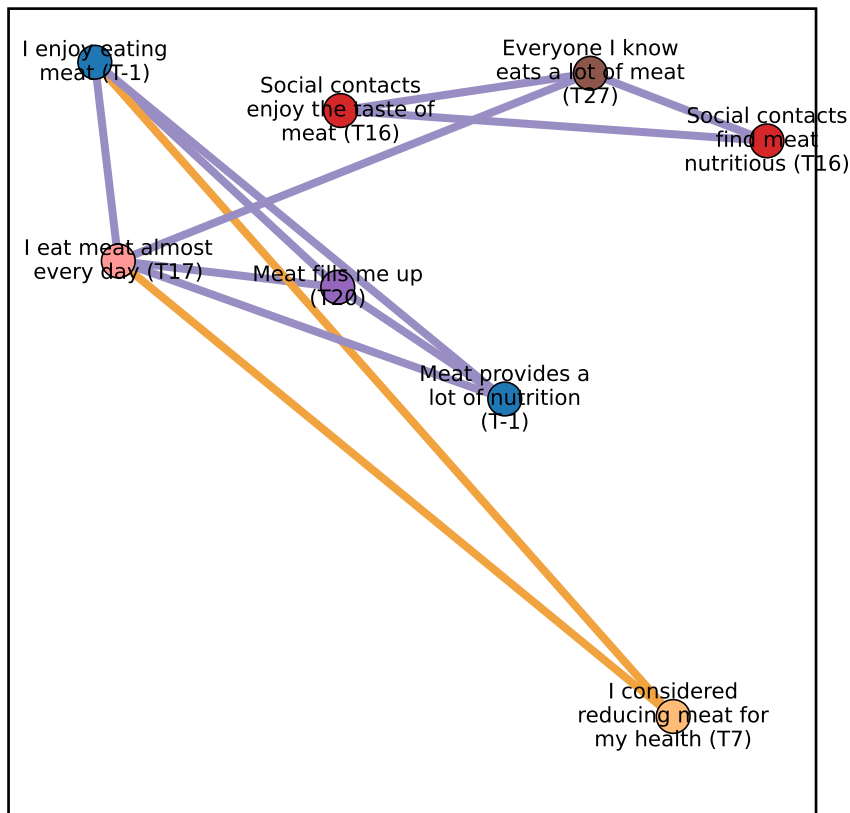 I enjoy eating
meat (T-1)
Everyone I know
eats a lot of meat
(T27)
Social contacts
enjoy the taste of
meat (T16)
Social contacts
find meat
nutritious (T16)
I eat meat almost
every day (T17)
Meat fills me up
(T20)
Meat provides a
lot of nutrition
(T-1)
I considered
reducing meat for
my health (T7)